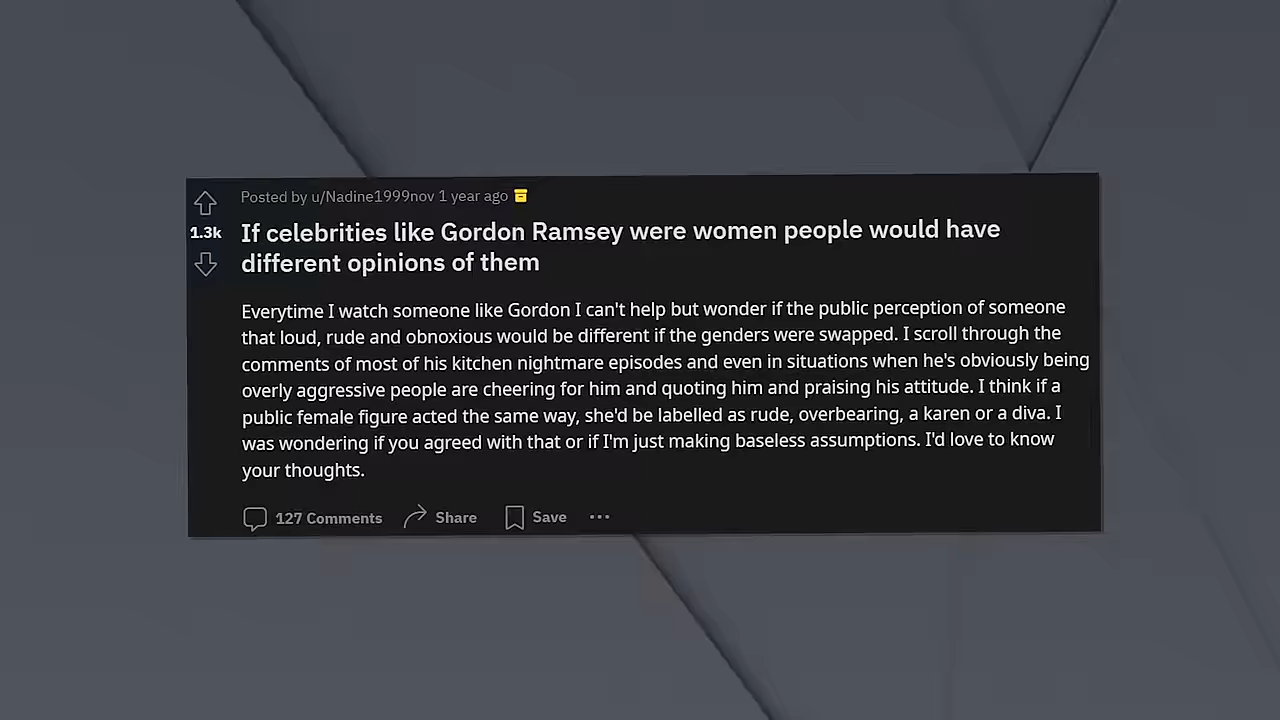 Posted by u/Nadine1999nov 1 year ago
1.3k
If celebrities like Gordon Ramsey were women people would have
different opinions of them
Everytime I watch someone like Gordon I can't help but wonder if the public perception of someone
that loud, rude and obnoxious would be different if the genders were swapped. I scroll through the
comments of most of his kitchen nightmare episodes and even in situations when he's obviously being
overly aggressive people are cheering for him and quoting him and praising his attitude. I think if a
public female figure acted the same way, she'd be labelled as rude, overbearing, a karen or a diva. I
was wondering if you agreed with that or if I'm just making baseless assumptions. I'd love to know
your thoughts.
127 Comments Share Save